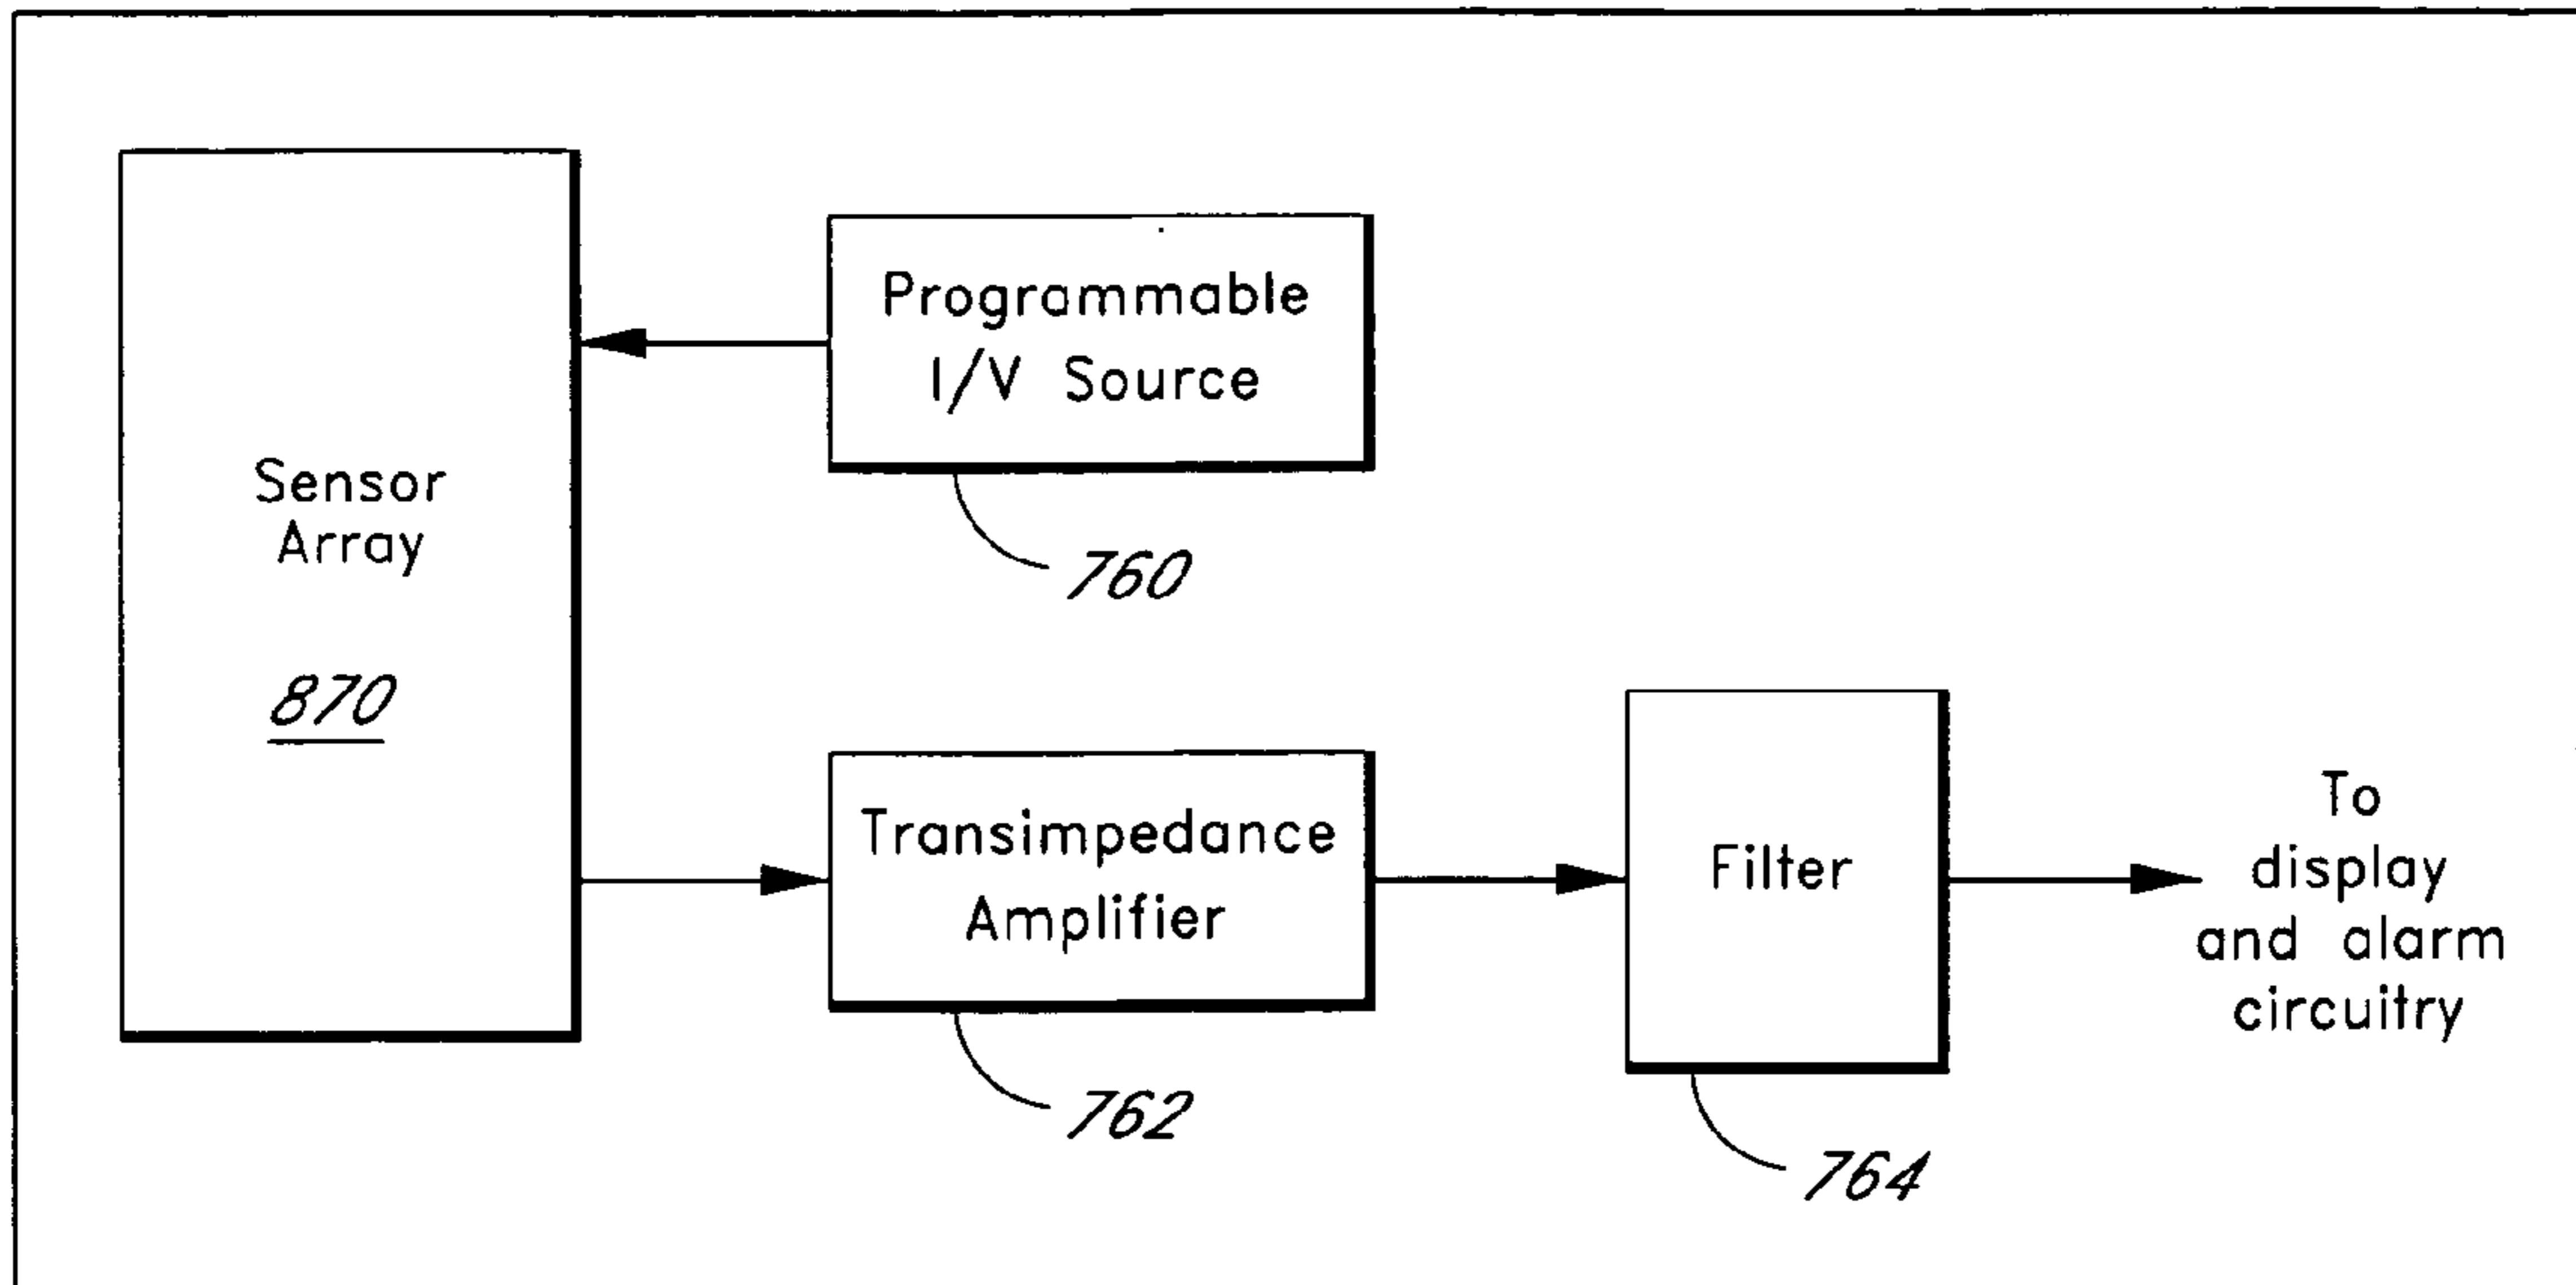 Sensor
Array
870
Programmable
I/V Source
760
Transimpedance
Amplifier
762
Filter
764
To
display
and alarm
circuitry